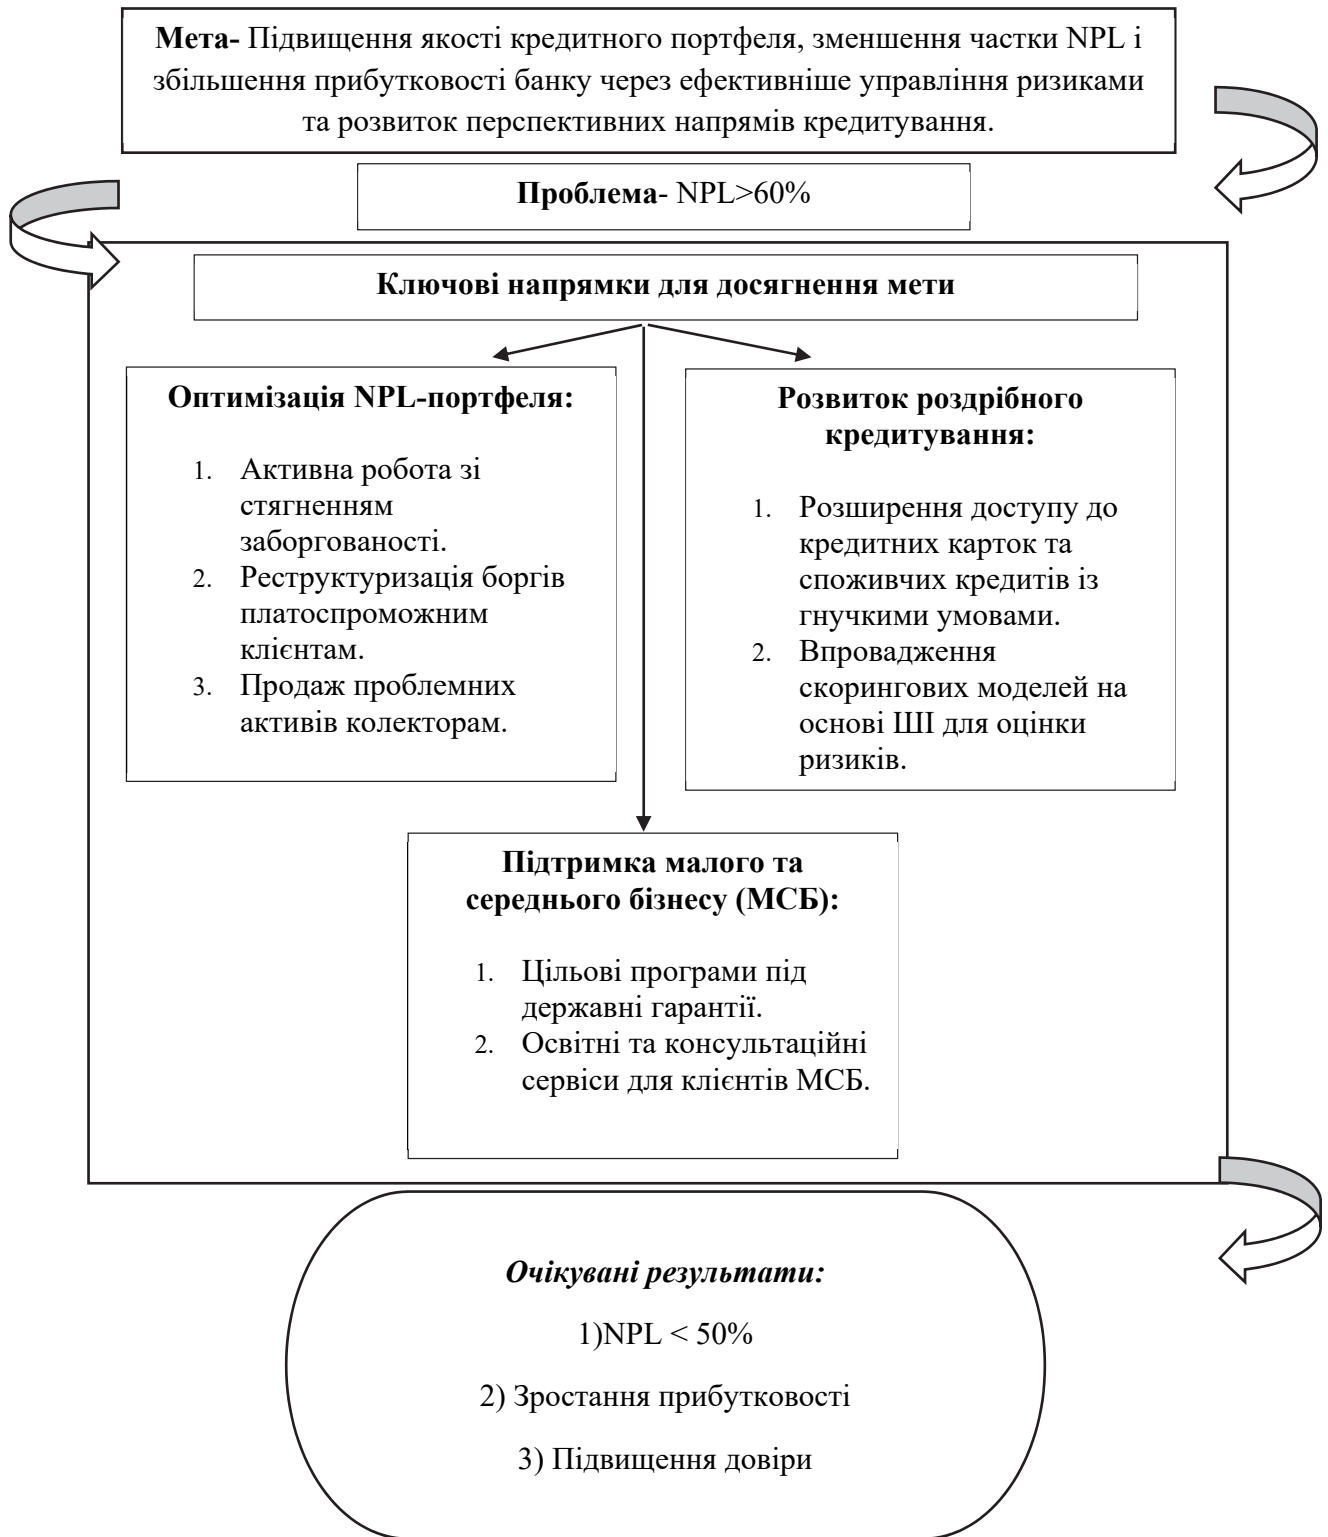 Мета- Підвищення якості кредитного портфеля, зменшення частки NPL і
збільшення прибутковості банку через ефективніше управління ризиками
та розвиток перспективних напрямів кредитування.
Проблема- NPL>60%
Ключові напрямки для досягнення мети
Оптимізація NPL-портфеля:
1. Активна робота зі
стягненням
заборгованості.
2. Реструктуризація боргів
платоспроможним
клієнтам.
3. Продаж проблемних
активів колекторам.
Розвиток роздрібного
кредитування:
1. Розширення доступу до
кредитних карток та
споживчих кредитів із
гнучкими умовами.
2. Впровадження
скорингових моделей на
основі ШІ для оцінки
ризиків.
Підтримка малого та
середнього бізнесу (МСБ):
1. Цільові програми під
державні гарантії.
2. Освітні та консультаційні
сервіси для клієнтів МСБ.
Очікувані результати:
1)NPL < 50%
2) Зростання прибутковості
3) Підвищення довіри